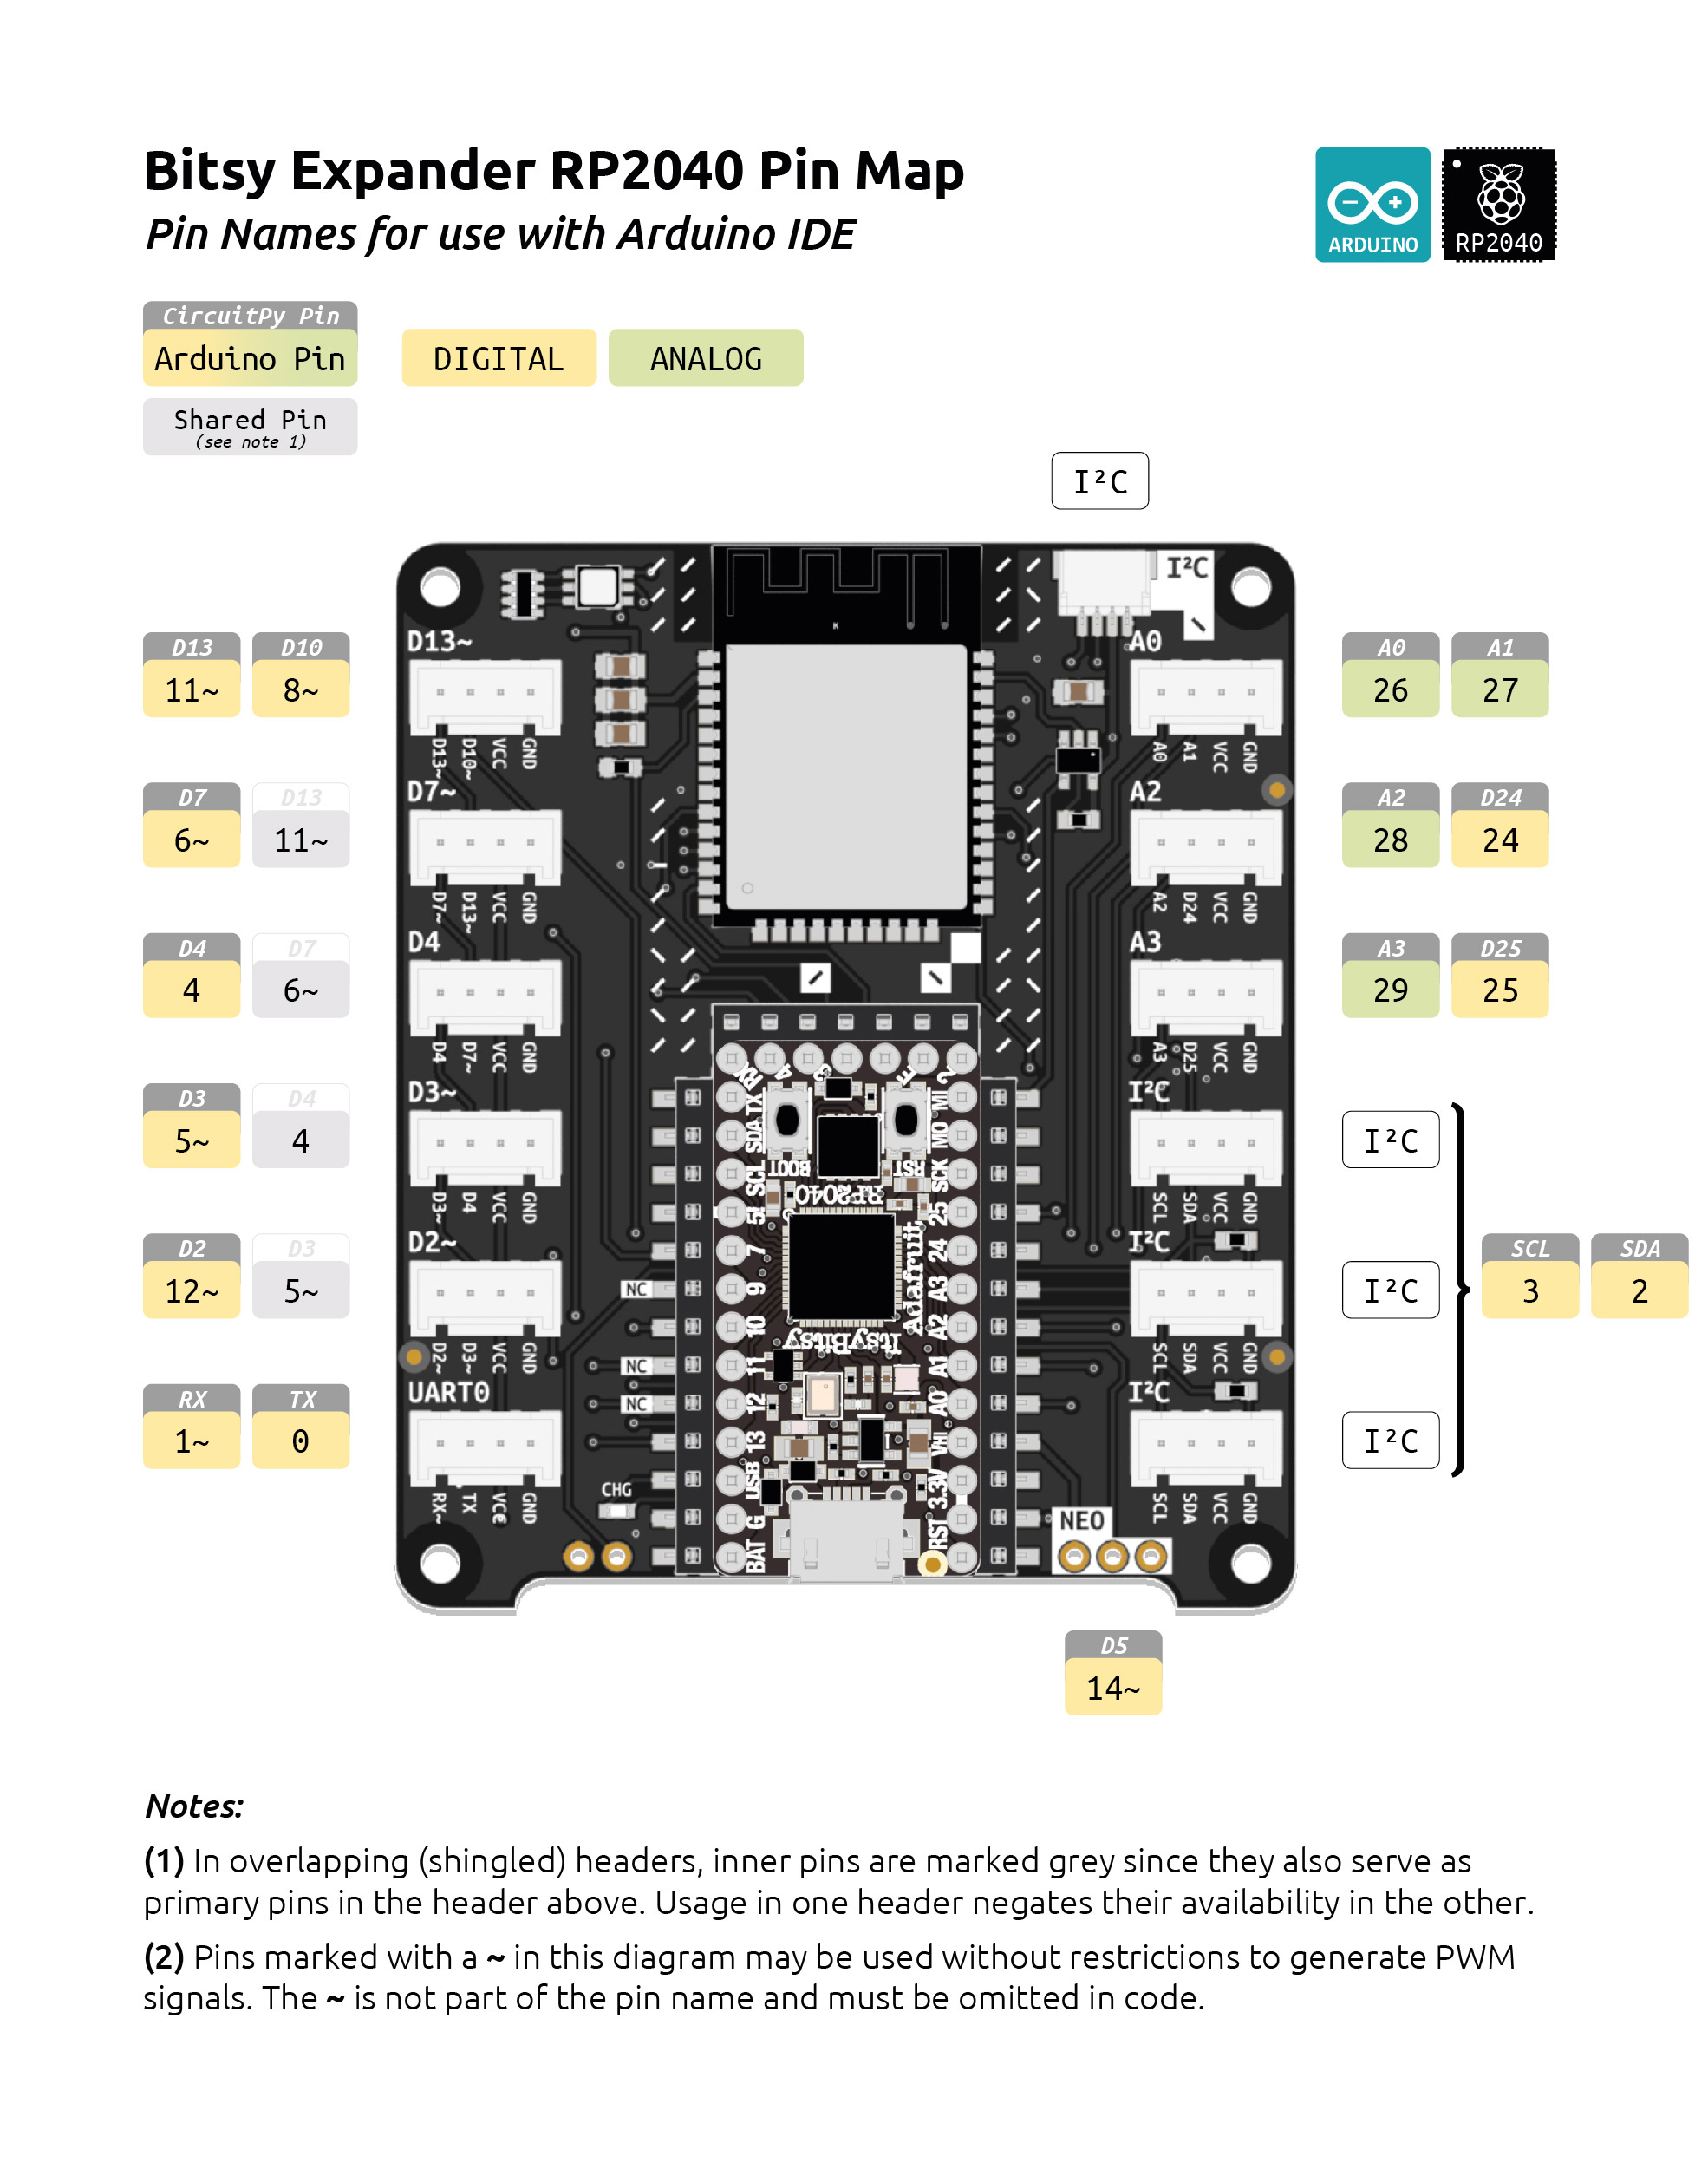 Bitsy Expander RP2040 Pin Map
Pin Names for use with Arduino IDE
ARDUINO
RP2040
CircuitPy Pin
Arduino Pin
DIGITAL
ANALOG
Shared Pin
(see note 1)
I²C
I²C
D13 D10
11~ 8~
D13~
D13~ D10~ VCC GND
A0
A0 A1 VCC GND
A0 A1
26 27
D7 D13
6~ 11~
D7~
D7~ D13~ VCC GND
A2
A2 D24 VCC GND
A2 D24
28 24
D4 D7
4 6~
D4
D4 D7~ VCC GND
A3
A3 D25 VCC GND
A3 D25
29 25
D3 D4
5~ 4
D3~
D3~ D4 VCC GND
I²C
SCL SDA VCC GND
I²C
D2 D3
12~ 5~
D2~
D2~ D3~ VCC GND
I²C
SCL SDA VCC GND
I²C
SCL SDA
3 2
RX TX
1~ 0
UART0
RX~ TX VCC GND
I²C
SCL SDA VCC GND
I²C
K
RX 4 3 2
TX
SDA
SCL
5!
7
9
10
11
12
13
USB
G
BAT
MI
MO
SCK
25
24
A3
A2
A1
A0
VHI
3.3V
RST
BOOT
RST
RP2040
Adafruit
ItsyBitsy
NC
NC
NC
CHG
NEO
D5
14~
Notes:
(1) In overlapping (shingled) headers, inner pins are marked grey since they also serve as
primary pins in the header above. Usage in one header negates their availability in the other.
(2) Pins marked with a ~ in this diagram may be used without restrictions to generate PWM
signals. The ~ is not part of the pin name and must be omitted in code.